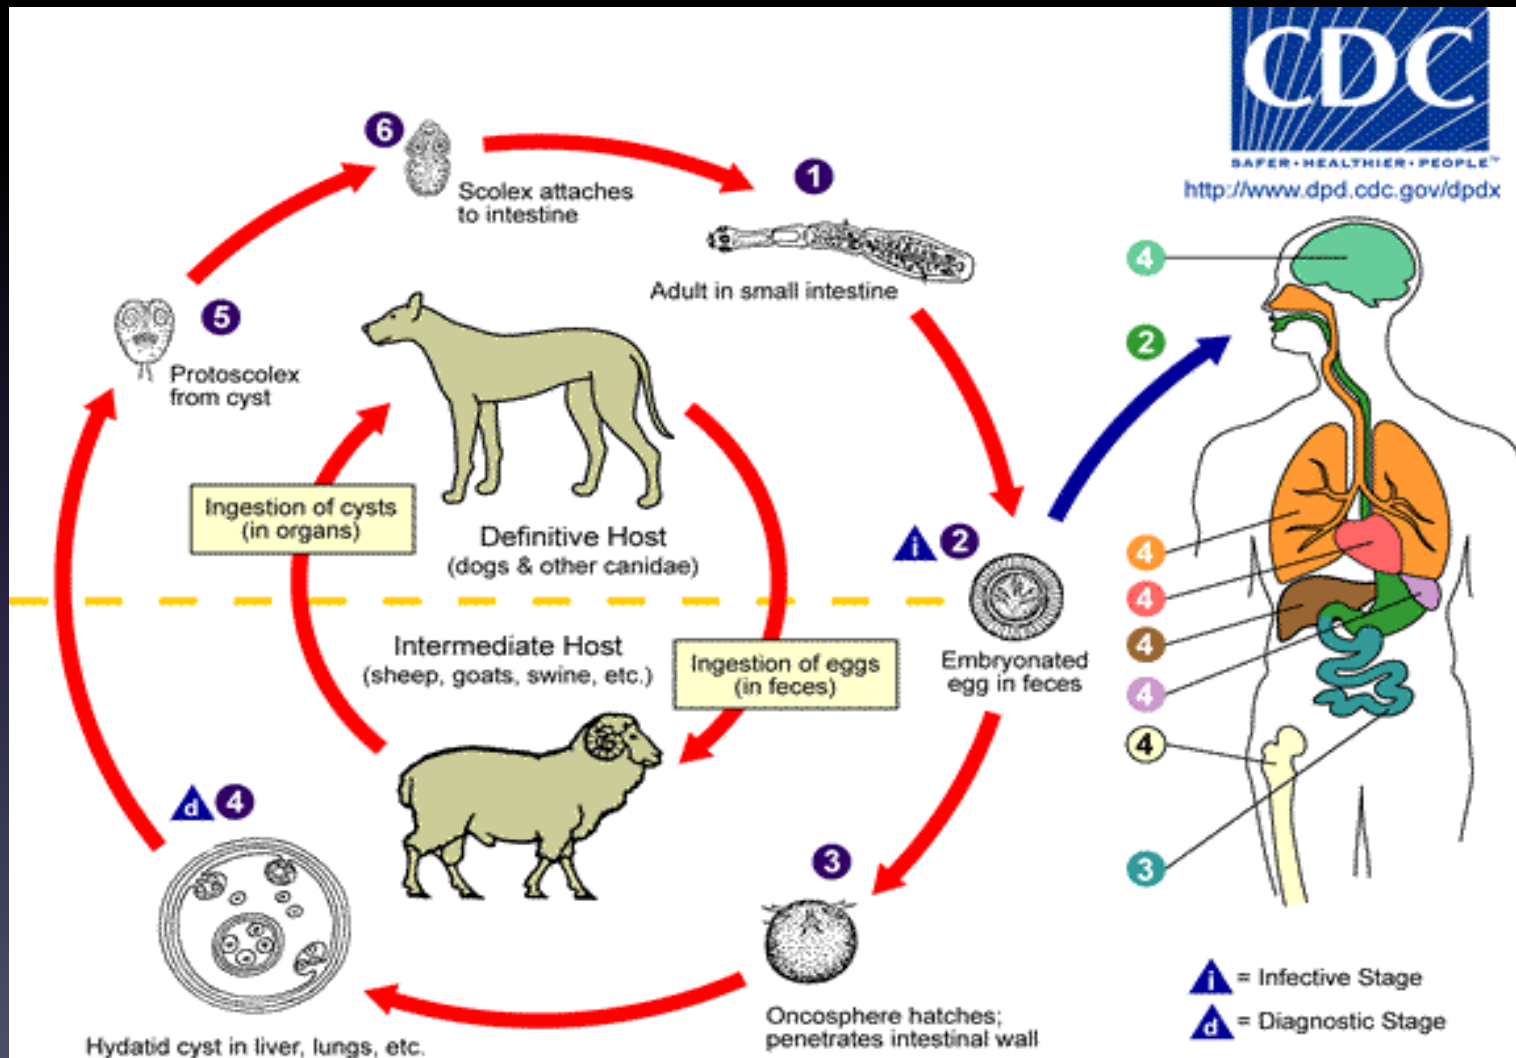 CDC
SAFER•HEALTHIER•PEOPLE™
http://www.dpd.cdc.gov/dpdx
6
Scolex attaches
to intestine
1
Adult in small intestine
5
Protoscolex
from cyst
Ingestion of cysts
(in organs)
Definitive Host
(dogs & other canidae)
i
2
Embryonated
egg in feces
Intermediate Host
(sheep, goats, swine, etc.)
Ingestion of eggs
(in feces)
d
4
Hydatid cyst in liver, lungs, etc.
3
Oncosphere hatches;
penetrates intestinal wall
4
2
4
4
4
4
4
3
i = Infective Stage
d = Diagnostic Stage